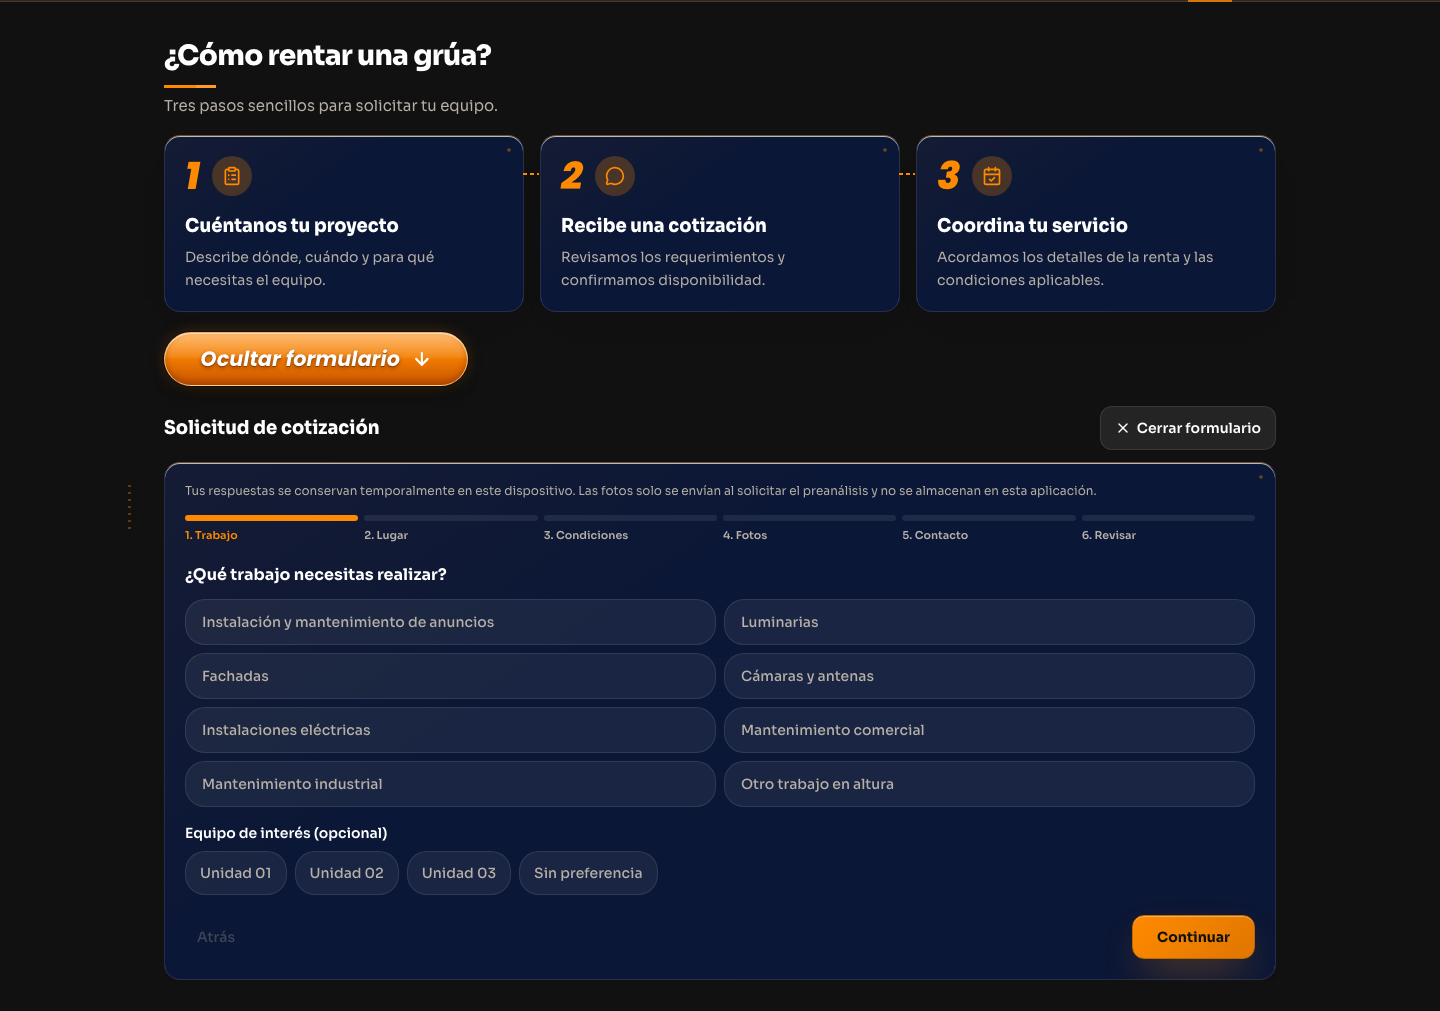 ¿Cómo rentar una grúa?
Tres pasos sencillos para solicitar tu equipo.
1
Cuéntanos tu proyecto
Describe dónde, cuándo y para qué
necesitas el equipo.
2
Recibe una cotización
Revisamos los requerimientos y
confirmamos disponibilidad.
3
Coordina tu servicio
Acordamos los detalles de la renta y las
condiciones aplicables.
Ocultar formulario
Solicitud de cotización
Cerrar formulario
Tus respuestas se conservan temporalmente en este dispositivo. Las fotos solo se envían al solicitar el preanálisis y no se almacenan en esta aplicación.
1. Trabajo
2. Lugar
3. Condiciones
4. Fotos
5. Contacto
6. Revisar
¿Qué trabajo necesitas realizar?
Instalación y mantenimiento de anuncios
Luminarias
Fachadas
Cámaras y antenas
Instalaciones eléctricas
Mantenimiento comercial
Mantenimiento industrial
Otro trabajo en altura
Equipo de interés (opcional)
Unidad 01
Unidad 02
Unidad 03
Sin preferencia
Atrás
Continuar